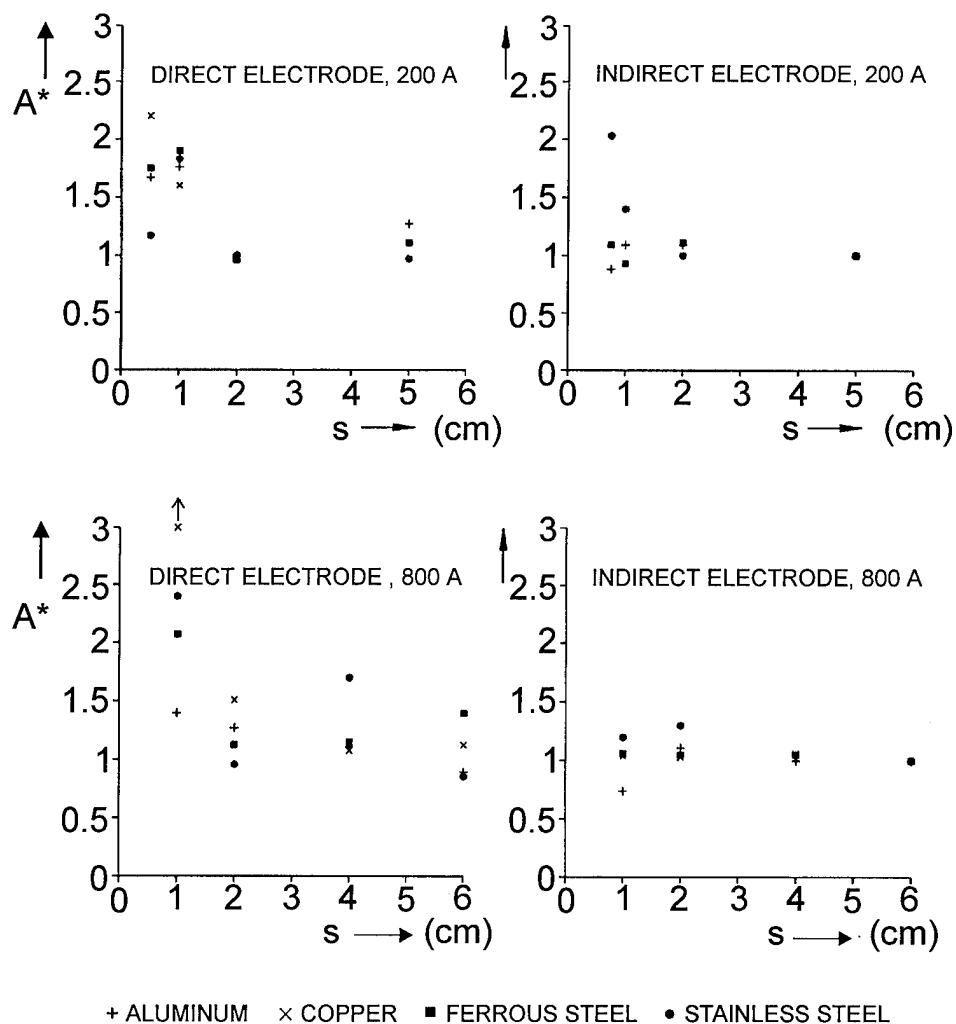 3
DIRECT ELECTRODE, 200 A
2.5
A*
2
1.5
1
0.5
0
0 1 2 3 4 5 6
s (cm)
3
INDIRECT ELECTRODE, 200 A
2.5
2
1.5
1
0.5
0
0 1 2 3 4 5 6
s (cm)
3
DIRECT ELECTRODE , 800 A
2.5
A*
2
1.5
1
0.5
0
0 1 2 3 4 5 6
s (cm)
3
INDIRECT ELECTRODE, 800 A
2.5
2
1.5
1
0.5
0
0 1 2 3 4 5 6
s (cm)
+ ALUMINUM × COPPER ■ FERROUS STEEL ● STAINLESS STEEL